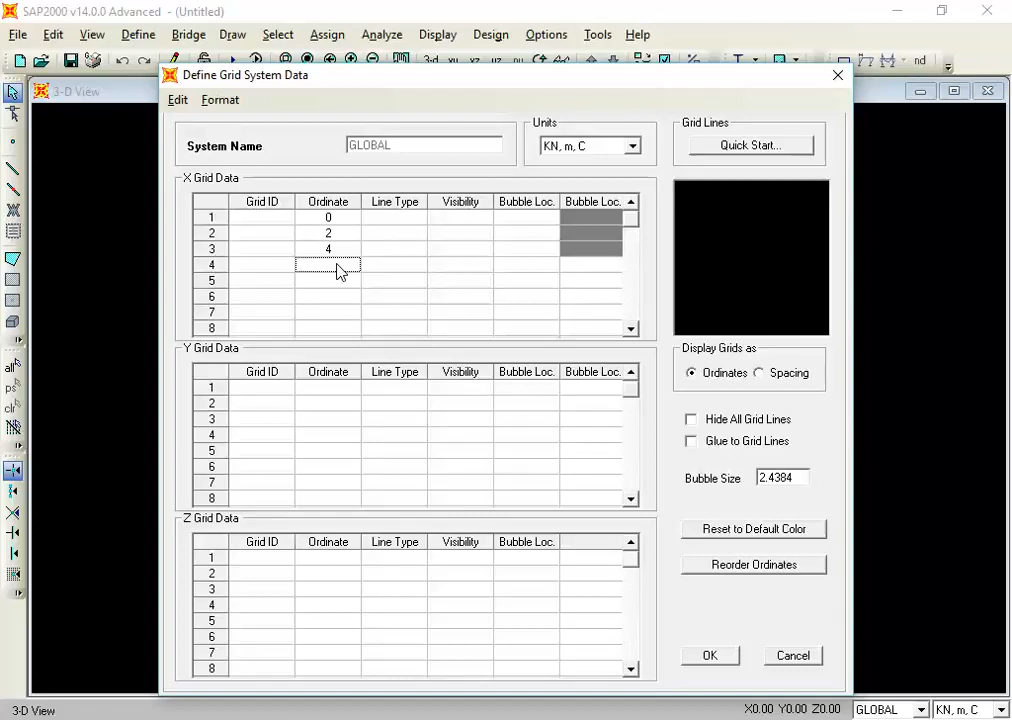 SAP2000 v14.0.0 Advanced - (Untitled)
File Edit View Define Bridge Draw Select Assign Analyze Display Design Options Tools Help
3-D View
Define Grid System Data
Edit Format
System Name GLOBAL
Units
KN, m, C
Grid Lines
Quick Start...
X Grid Data
Grid ID Ordinate Line Type Visibility Bubble Loc. Bubble Loc.
1 0
2 2
3 4
4
5
6
7
8
Y Grid Data
Grid ID Ordinate Line Type Visibility Bubble Loc. Bubble Loc.
1
2
3
4
5
6
7
8
Z Grid Data
Grid ID Ordinate Line Type Visibility Bubble Loc.
1
2
3
4
5
6
7
8
Display Grids as
Ordinates Spacing
Hide All Grid Lines
Glue to Grid Lines
Bubble Size 2.4384
Reset to Default Color
Reorder Ordinates
OK Cancel
all
ps
clr
nd
3-D View
X0.00 Y0.00 Z0.00 GLOBAL KN, m, C